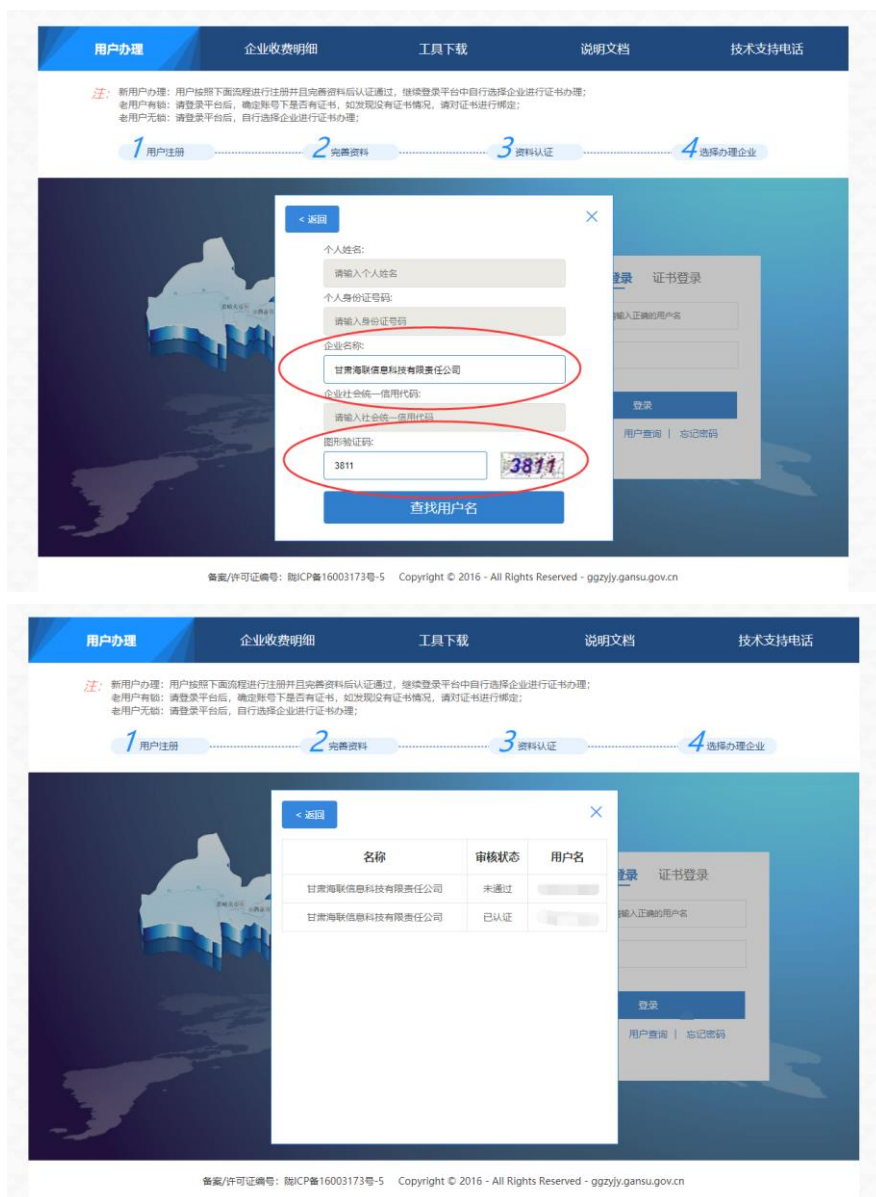 用户办理 企业收费明细 工具下载 说明文档 技术支持电话
注: 新用户办理：用户按照下面流程进行注册并且完善资料后认证通过，继续登录平台中自行选择企业进行证书办理；
老用户有锁：请登录平台后，确定账号下是否有证书，如发现没有证书情况，请对证书进行绑定；
老用户无锁：请登录平台后，自行选择企业进行证书办理；
1 用户注册 2 完善资料 3 资料认证 4 选择办理企业
< 返回 ×
个人姓名:
请输入个人姓名
登录 证书登录
个人身份证号码:
请输入身份证号码
输入正确的用户名
企业名称:
甘肃海联信息科技有限责任公司
企业社会统一信用代码:
请输入社会统一信用代码
登录
用户查询 | 忘记密码
图形验证码:
3811 3811
查找用户名
备案/许可证编号：陇ICP备16003173号-5 Copyright © 2016 - All Rights Reserved - ggzyjy.gansu.gov.cn
用户办理 企业收费明细 工具下载 说明文档 技术支持电话
注: 新用户办理：用户按照下面流程进行注册并且完善资料后认证通过，继续登录平台中自行选择企业进行证书办理；
老用户有锁：请登录平台后，确定账号下是否有证书，如发现没有证书情况，请对证书进行绑定；
老用户无锁：请登录平台后，自行选择企业进行证书办理；
1 用户注册 2 完善资料 3 资料认证 4 选择办理企业
< 返回 ×
名称 审核状态 用户名
甘肃海联信息科技有限责任公司 未通过
甘肃海联信息科技有限责任公司 已认证
登录 证书登录
输入正确的用户名
登录
用户查询 | 忘记密码
备案/许可证编号：陇ICP备16003173号-5 Copyright © 2016 - All Rights Reserved - ggzyjy.gansu.gov.cn